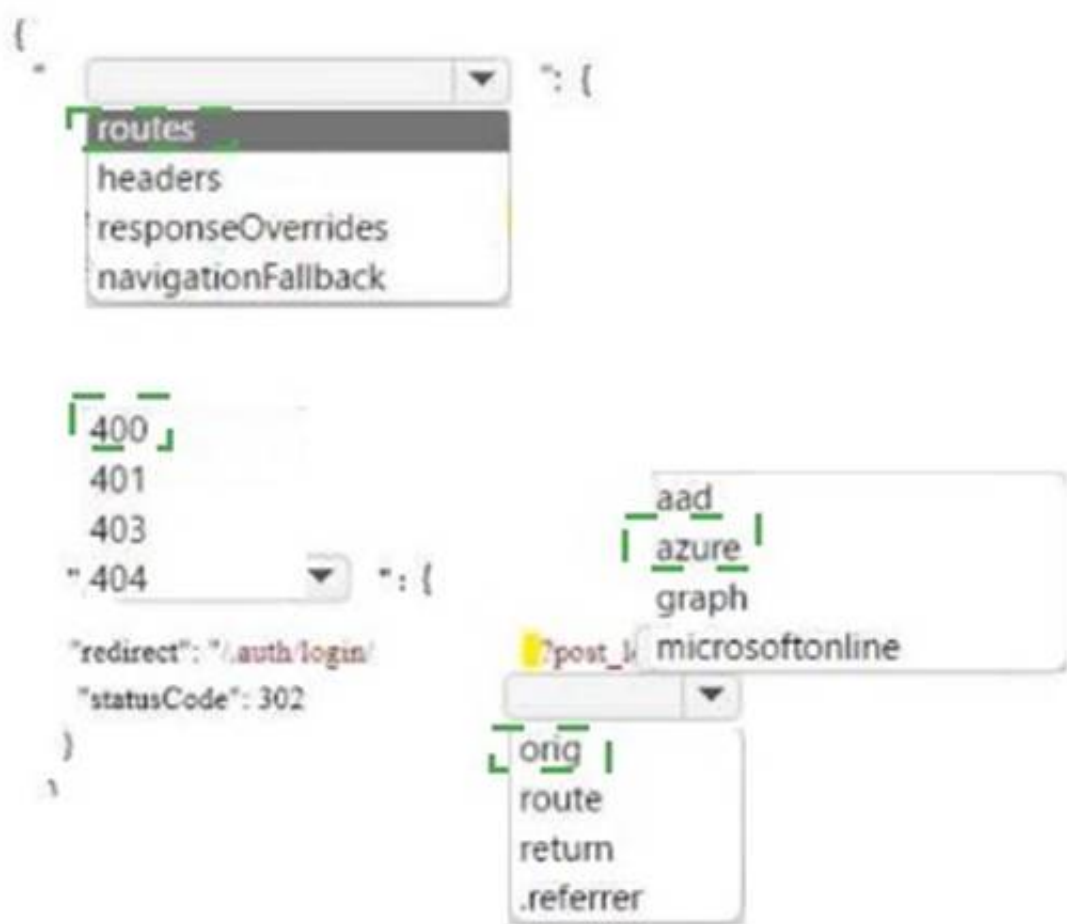 {
" ": {
routes
headers
responseOverrides
navigationFallback
400
401
403
" 404 ": {
aad
azure
graph
microsoftonline
"redirect": "/.auth/login/ ?post_l
"statusCode": 302
}
}
orig
route
return
.referrer